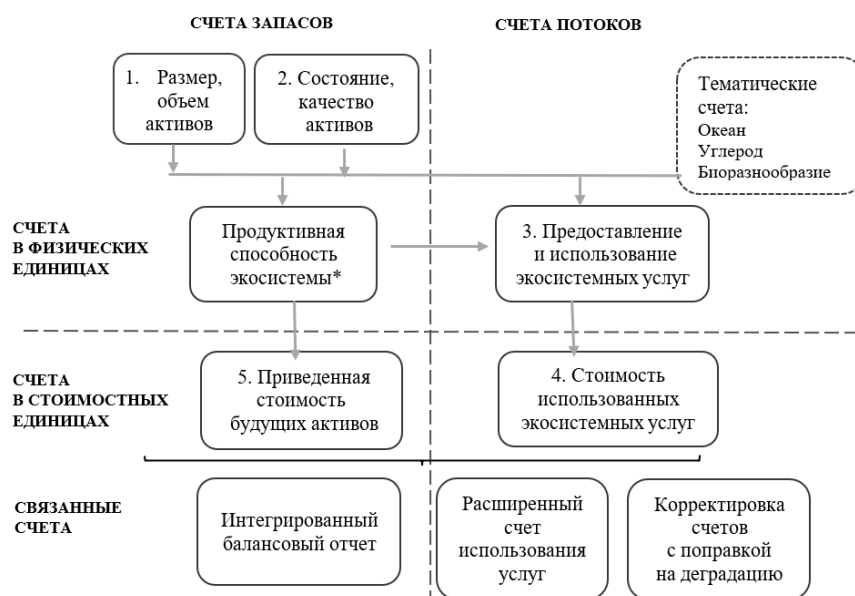 СЧЕТА ЗАПАСОВ
СЧЕТА ПОТОКОВ
1. Размер,
объем
активов
2. Состояние,
качество
активов
Тематические
счета:
Океан
Углерод
Биоразнообразие
СЧЕТА
В ФИЗИЧЕСКИХ
ЕДИНИЦАХ
Продуктивная
способность
экосистемы*
3. Предоставление
и использование
экосистемных услуг
СЧЕТА
В СТОИМОСТНЫХ
ЕДИНИЦАХ
5. Приведенная
стоимость
будущих активов
4. Стоимость
использованных
экосистемных услуг
СВЯЗАННЫЕ
СЧЕТА
Интегрированный
балансовый отчет
Расширенный
счет
использования
услуг
Корректировка
счетов
с поправкой
на деградацию